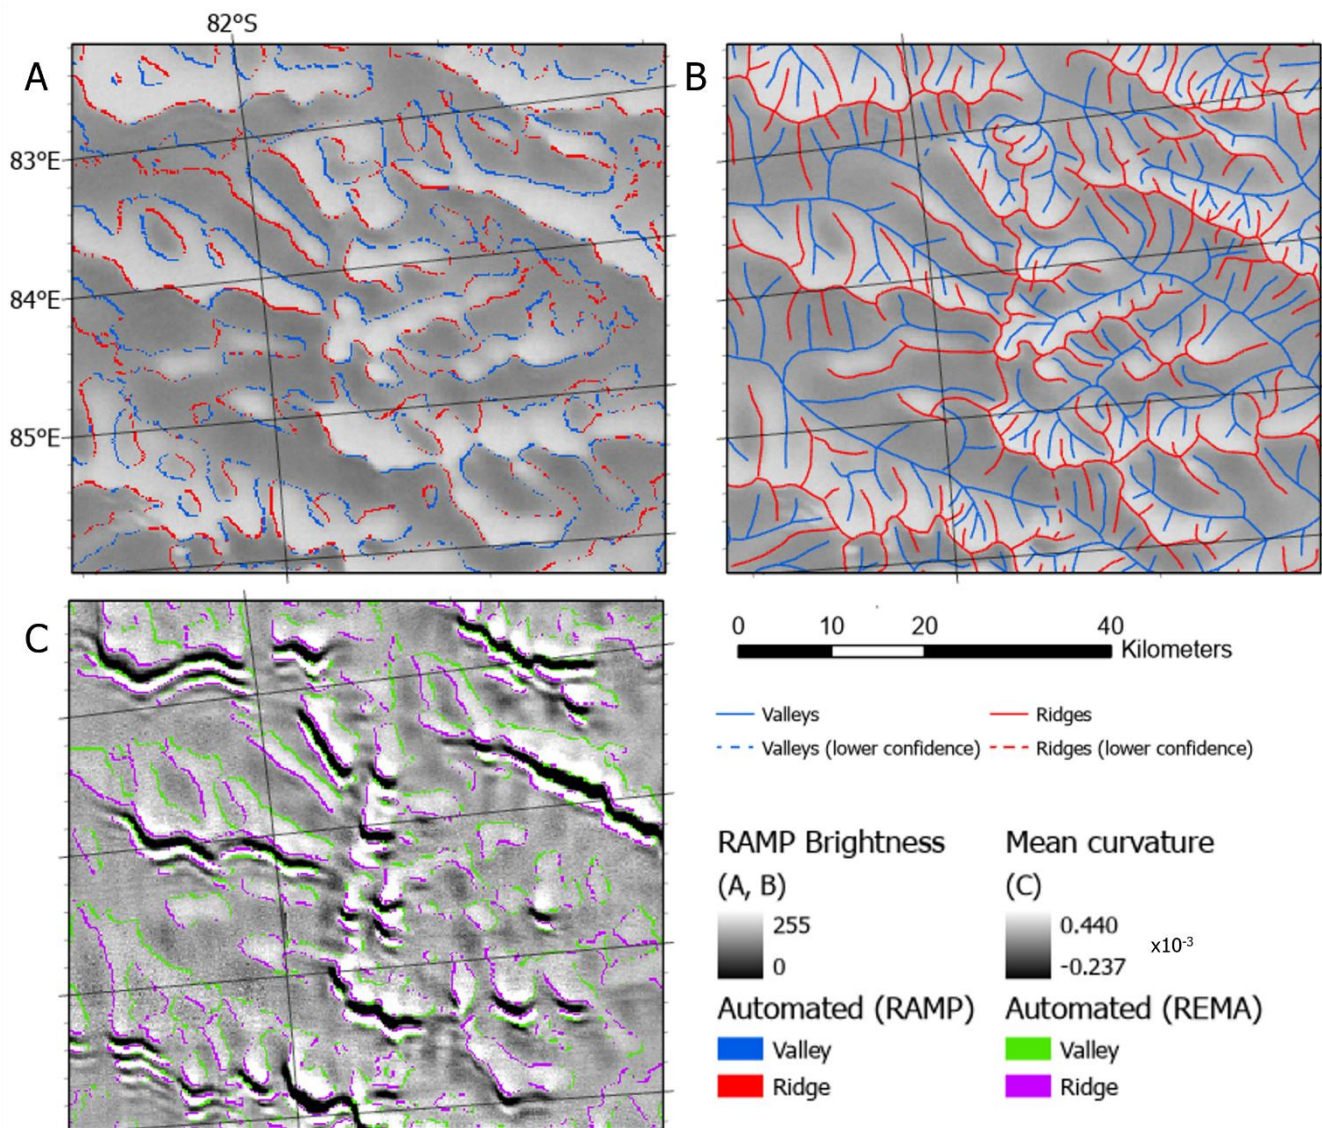 82°S
A
B
83°E
84°E
85°E
C
0 10 20 40
Kilometers
Valleys Ridges
Valleys (lower confidence) Ridges (lower confidence)
RAMP Brightness Mean curvature
(A, B) (C)
255 0.440
x10-3
0 -0.237
Automated (RAMP) Automated (REMA)
Valley Valley
Ridge Ridge